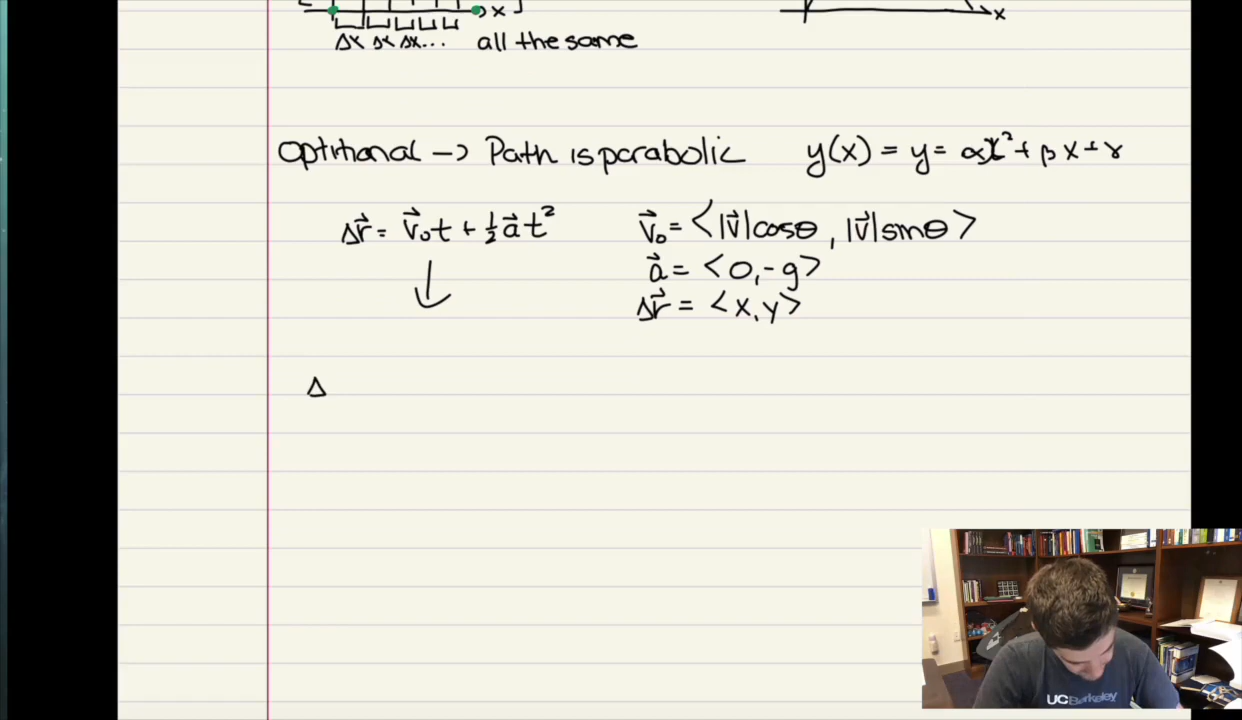 x x
Δx Δx Δx... all the same
Optitional → Path is parabolic y(x) = y = αx² + βx + γ
Δr⃗ = v⃗₀t + ½a⃗t² v⃗₀ = <|v⃗|cosθ, |v⃗|sinθ>
a⃗ = <0, -g>
↓ Δr⃗ = <x, y>
Δ
UC Berkeley